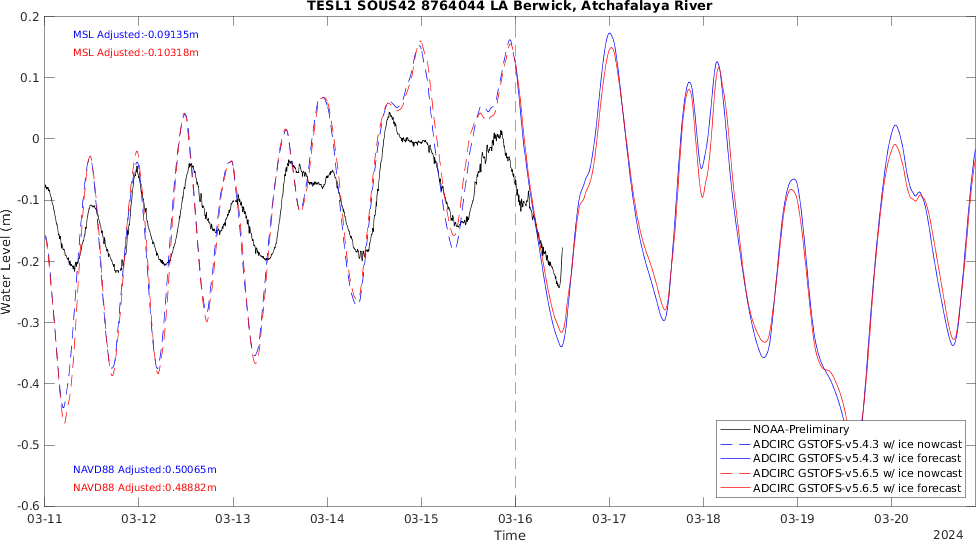 TESL1 SOUS42 8764044 LA Berwick, Atchafalaya River
0.2
MSL Adjusted:-0.09135m
MSL Adjusted:-0.10318m
0.1
0
-0.1
-0.2
-0.3
-0.4
-0.5
-0.6
Water Level (m)
NAVD88 Adjusted:0.50065m
NAVD88 Adjusted:0.48882m
NOAA-Preliminary
ADCIRC GSTOFS-v5.4.3 w/ ice nowcast
ADCIRC GSTOFS-v5.4.3 w/ ice forecast
ADCIRC GSTOFS-v5.6.5 w/ ice nowcast
ADCIRC GSTOFS-v5.6.5 w/ ice forecast
03-11 03-12 03-13 03-14 03-15 03-16 03-17 03-18 03-19 03-20
Time
2024